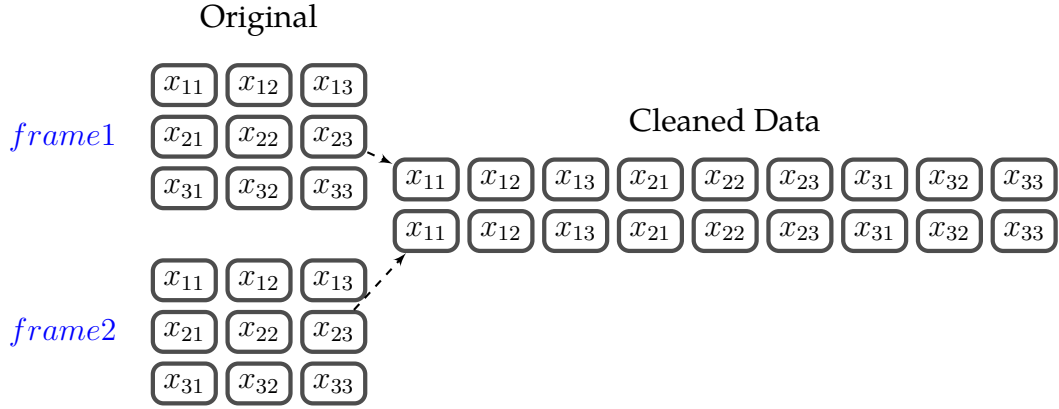 Original
x11 x12 x13
frame1 x21 x22 x23
x31 x32 x33
Cleaned Data
x11 x12 x13 x21 x22 x23 x31 x32 x33
x11 x12 x13 x21 x22 x23 x31 x32 x33
x11 x12 x13
frame2 x21 x22 x23
x31 x32 x33